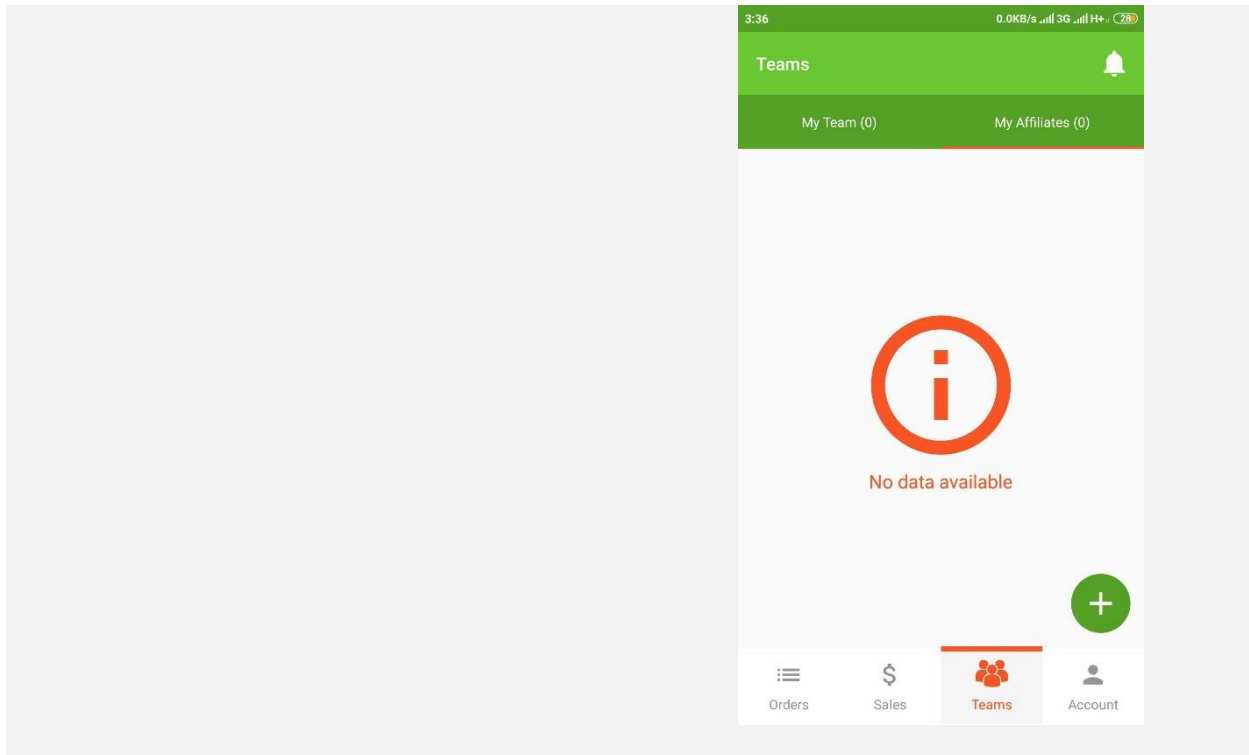 3:36 0.0KB/s 3G H+ 28
Teams
My Team (0) My Affiliates (0)
No data available
Orders Sales Teams Account